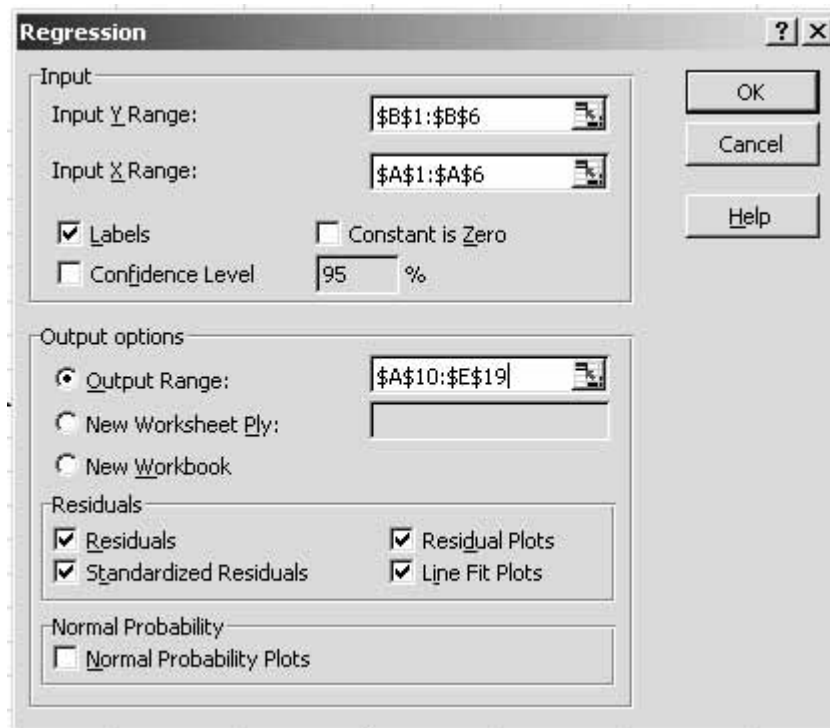 Regression
Input
Input Y Range: $B$1:$B$6
Input X Range: $A$1:$A$6
Labels Constant is Zero
Confidence Level 95 %
OK
Cancel
Help
Output options
Output Range: $A$10:$E$19
New Worksheet Ply:
New Workbook
Residuals
Residuals Residual Plots
Standardized Residuals Line Fit Plots
Normal Probability
Normal Probability Plots